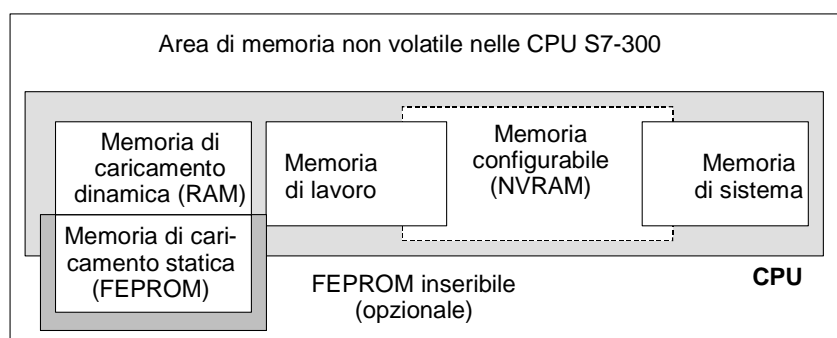 Area di memoria non volatile nelle CPU S7-300
Memoria di
caricamento
dinamica (RAM)
Memoria di cari-
camento statica
(FEPROM)
Memoria
di lavoro
Memoria
configurabile
(NVRAM)
Memoria
di sistema
FEPROM inseribile
(opzionale)
CPU